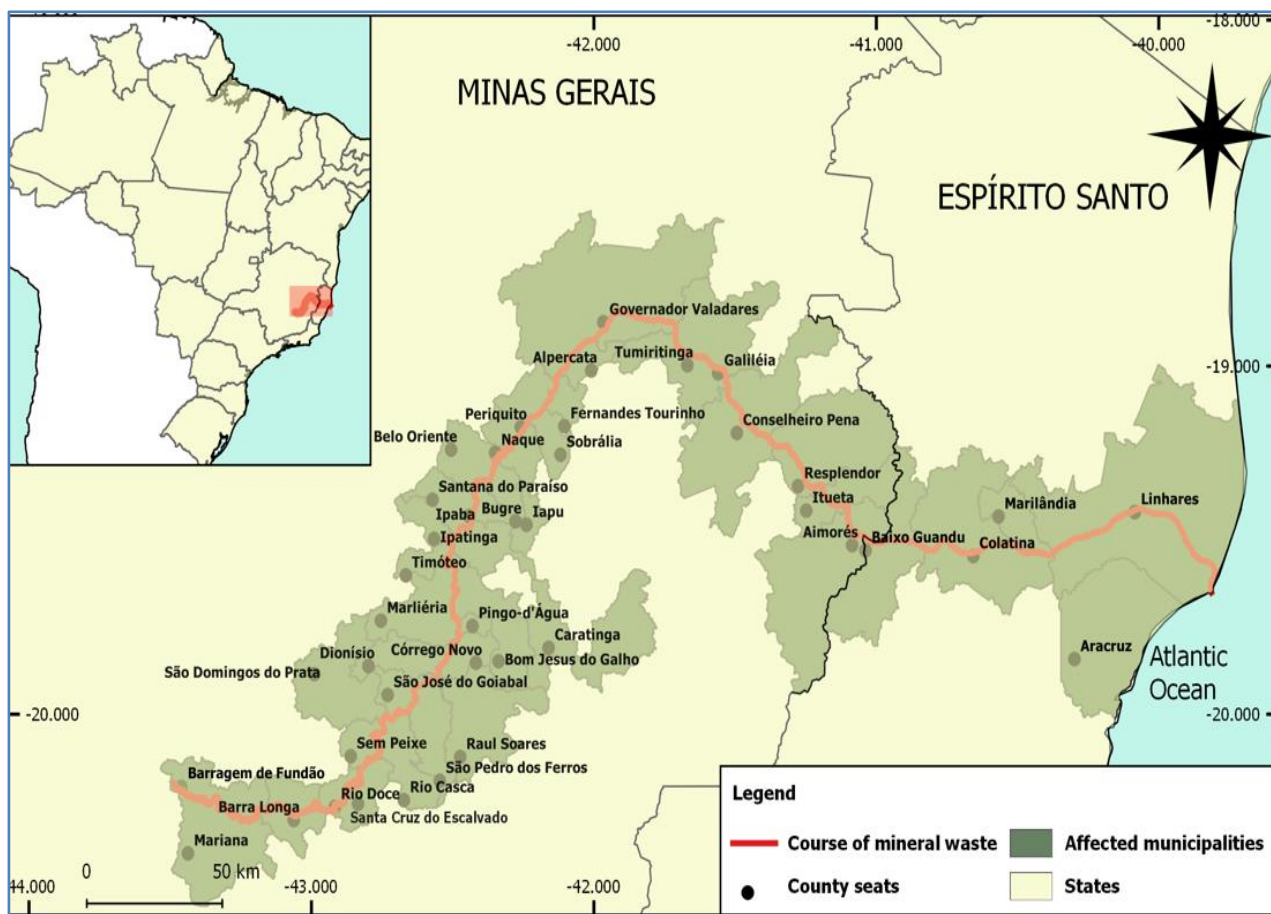 -42.000
-41.000
-40.000
-18.000
MINAS GERAIS
ESPÍRITO SANTO
Governador Valadares
Alpercata
Tumiritinga
Galiléia
-19.000
Periquito
Fernandes Tourinho
Conselheiro Pena
Belo Oriente
Naque
Sobrália
Santana do Paraíso
Resplendor
Itueta
Marilândia
Linhares
Ipaba
Bugre
Iapu
Ipatinga
Aimorés
Baixo Guandu
Colatina
Timóteo
Marliéria
Pingo-d'Água
Caratinga
Dionísio
Córrego Novo
Bom Jesus do Galho
Aracruz
São Domingos do Prata
São José do Goiabal
Atlantic
Ocean
-20.000
-20.000
Sem Peixe
Raul Soares
São Pedro dos Ferros
Barragem de Fundão
Rio Doce
Rio Casca
Barra Longa
Santa Cruz do Escalvado
Mariana
0
50 km
-43.000
-42.000
Legend
Course of mineral waste
Affected municipalities
County seats
States